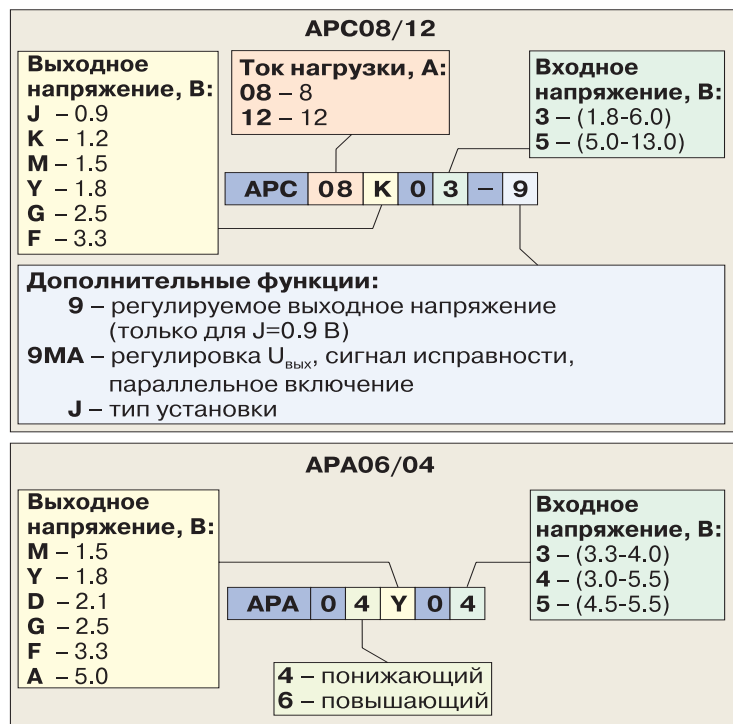 APC08/12
Выходное
напряжение, В:
J – 0.9
K – 1.2
M – 1.5
Y – 1.8
G – 2.5
F – 3.3
Ток нагрузки, А:
08 – 8
12 – 12
Входное
напряжение, В:
3 – (1.8-6.0)
5 – (5.0-13.0)
APC 08 K 0 3 – 9
Дополнительные функции:
9 – регулируемое выходное напряжение
(только для J=0.9 В)
9MA – регулировка Uвых, сигнал исправности,
параллельное включение
J – тип установки
APA06/04
Выходное
напряжение, В:
M – 1.5
Y – 1.8
D – 2.1
G – 2.5
F – 3.3
A – 5.0
Входное
напряжение, В:
3 – (3.3-4.0)
4 – (3.0-5.5)
5 – (4.5-5.5)
APA 0 4 Y 0 4
4 – понижающий
6 – повышающий